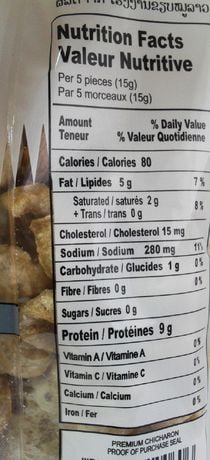 Nutrition Facts
Valeur Nutritive
Per 5 pieces (15g)
Par 5 morceaux (15g)
Amount % Daily Value
Teneur % Valeur Quotidienne
Calories / Calories 80
Fat / Lipides 5 g 7 %
Saturated / saturés 2 g 8 %
+ Trans / trans 0 g
Cholesterol / Cholesterol 15 mg
Sodium / Sodium 280 mg 11%
Carbohydrate / Glucides 1 g 0%
Fibre / Fibres 0 g 0%
Sugars / Sucres 0 g
Protein / Protéines 9 g
Vitamin A / Vitamine A 0%
Vitamin C / Vitamine C 0%
Calcium / Calcium 0%
Iron / Fer 0%
PREMIUM CHICHARON
PROOF OF PURCHASE SEAL